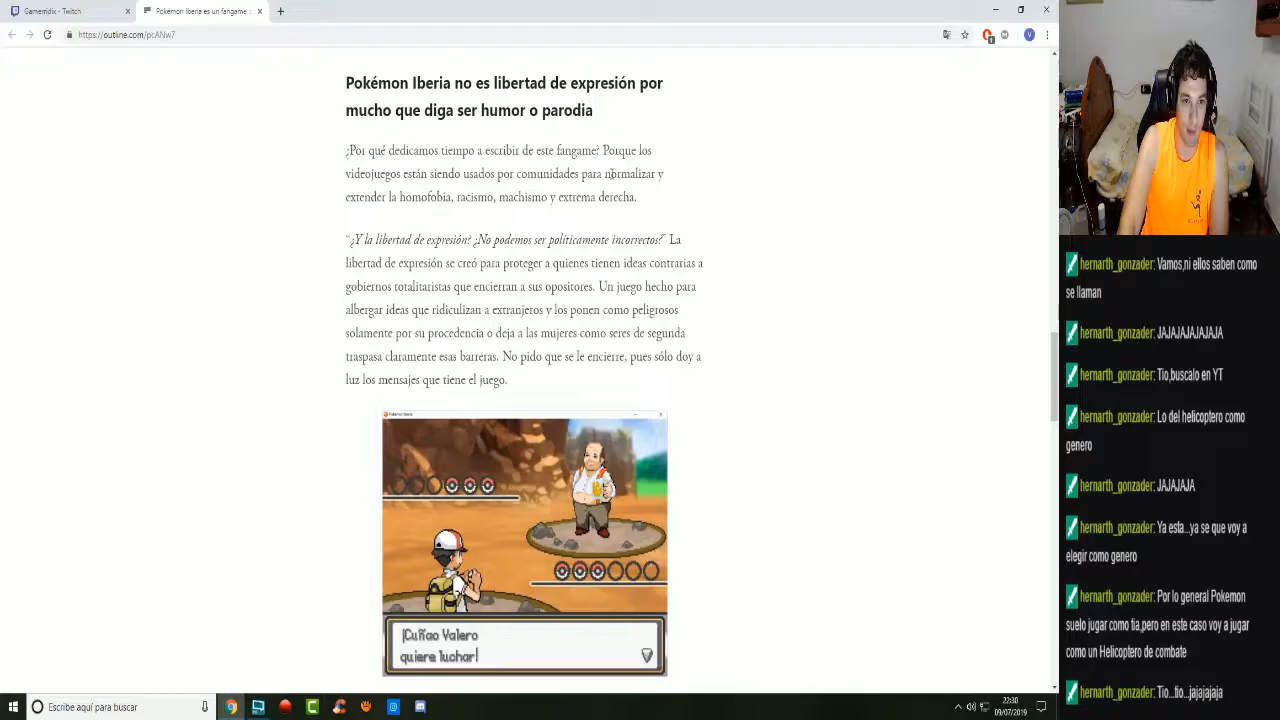 Gamerridix - Twitch
Pokémon Iberia es un fangame ::
https://outline.com/pcANw7
Pokémon Iberia no es libertad de expresión por
mucho que diga ser humor o parodia
¿Por qué dedicamos tiempo a escribir de este fangame? Porque los
videojuegos están siendo usados por comunidades para normalizar y
extender la homofobia, racismo, machismo y extrema derecha.
“¿Y la libertad de expresión? ¿No podemos ser políticamente incorrectos?” La
libertad de expresión se creó para proteger a quienes tienen ideas contrarias a
gobiernos totalitaristas que encierran a sus opositores. Un juego hecho para
albergar ideas que ridiculizan a extranjeros y los ponen como peligrosos
solamente por su procedencia o deja a las mujeres como seres de segunda
traspasa claramente esas barreras. No pido que se le encierre, pues sólo doy a
luz los mensajes que tiene el juego.
¡Cuñao Valero
quiere luchar!
hernarth_gonzader: Vamos,ni ellos saben como
se llaman
hernarth_gonzader: JAJAJAJAJAJAJA
hernarth_gonzader: Tio,buscalo en YT
hernarth_gonzader: Lo del helicoptero como
genero
hernarth_gonzader: JAJAJAJA
hernarth_gonzader: Ya esta...ya se que voy a
elegir como genero
hernarth_gonzader: Por lo general Pokemon
suelo jugar como tia,pero en este caso voy a jugar
como un Helicoptero de combate
hernarth_gonzader: Tio...tio...jajajajaja
Escribe aquí para buscar
22:30
09/07/2019